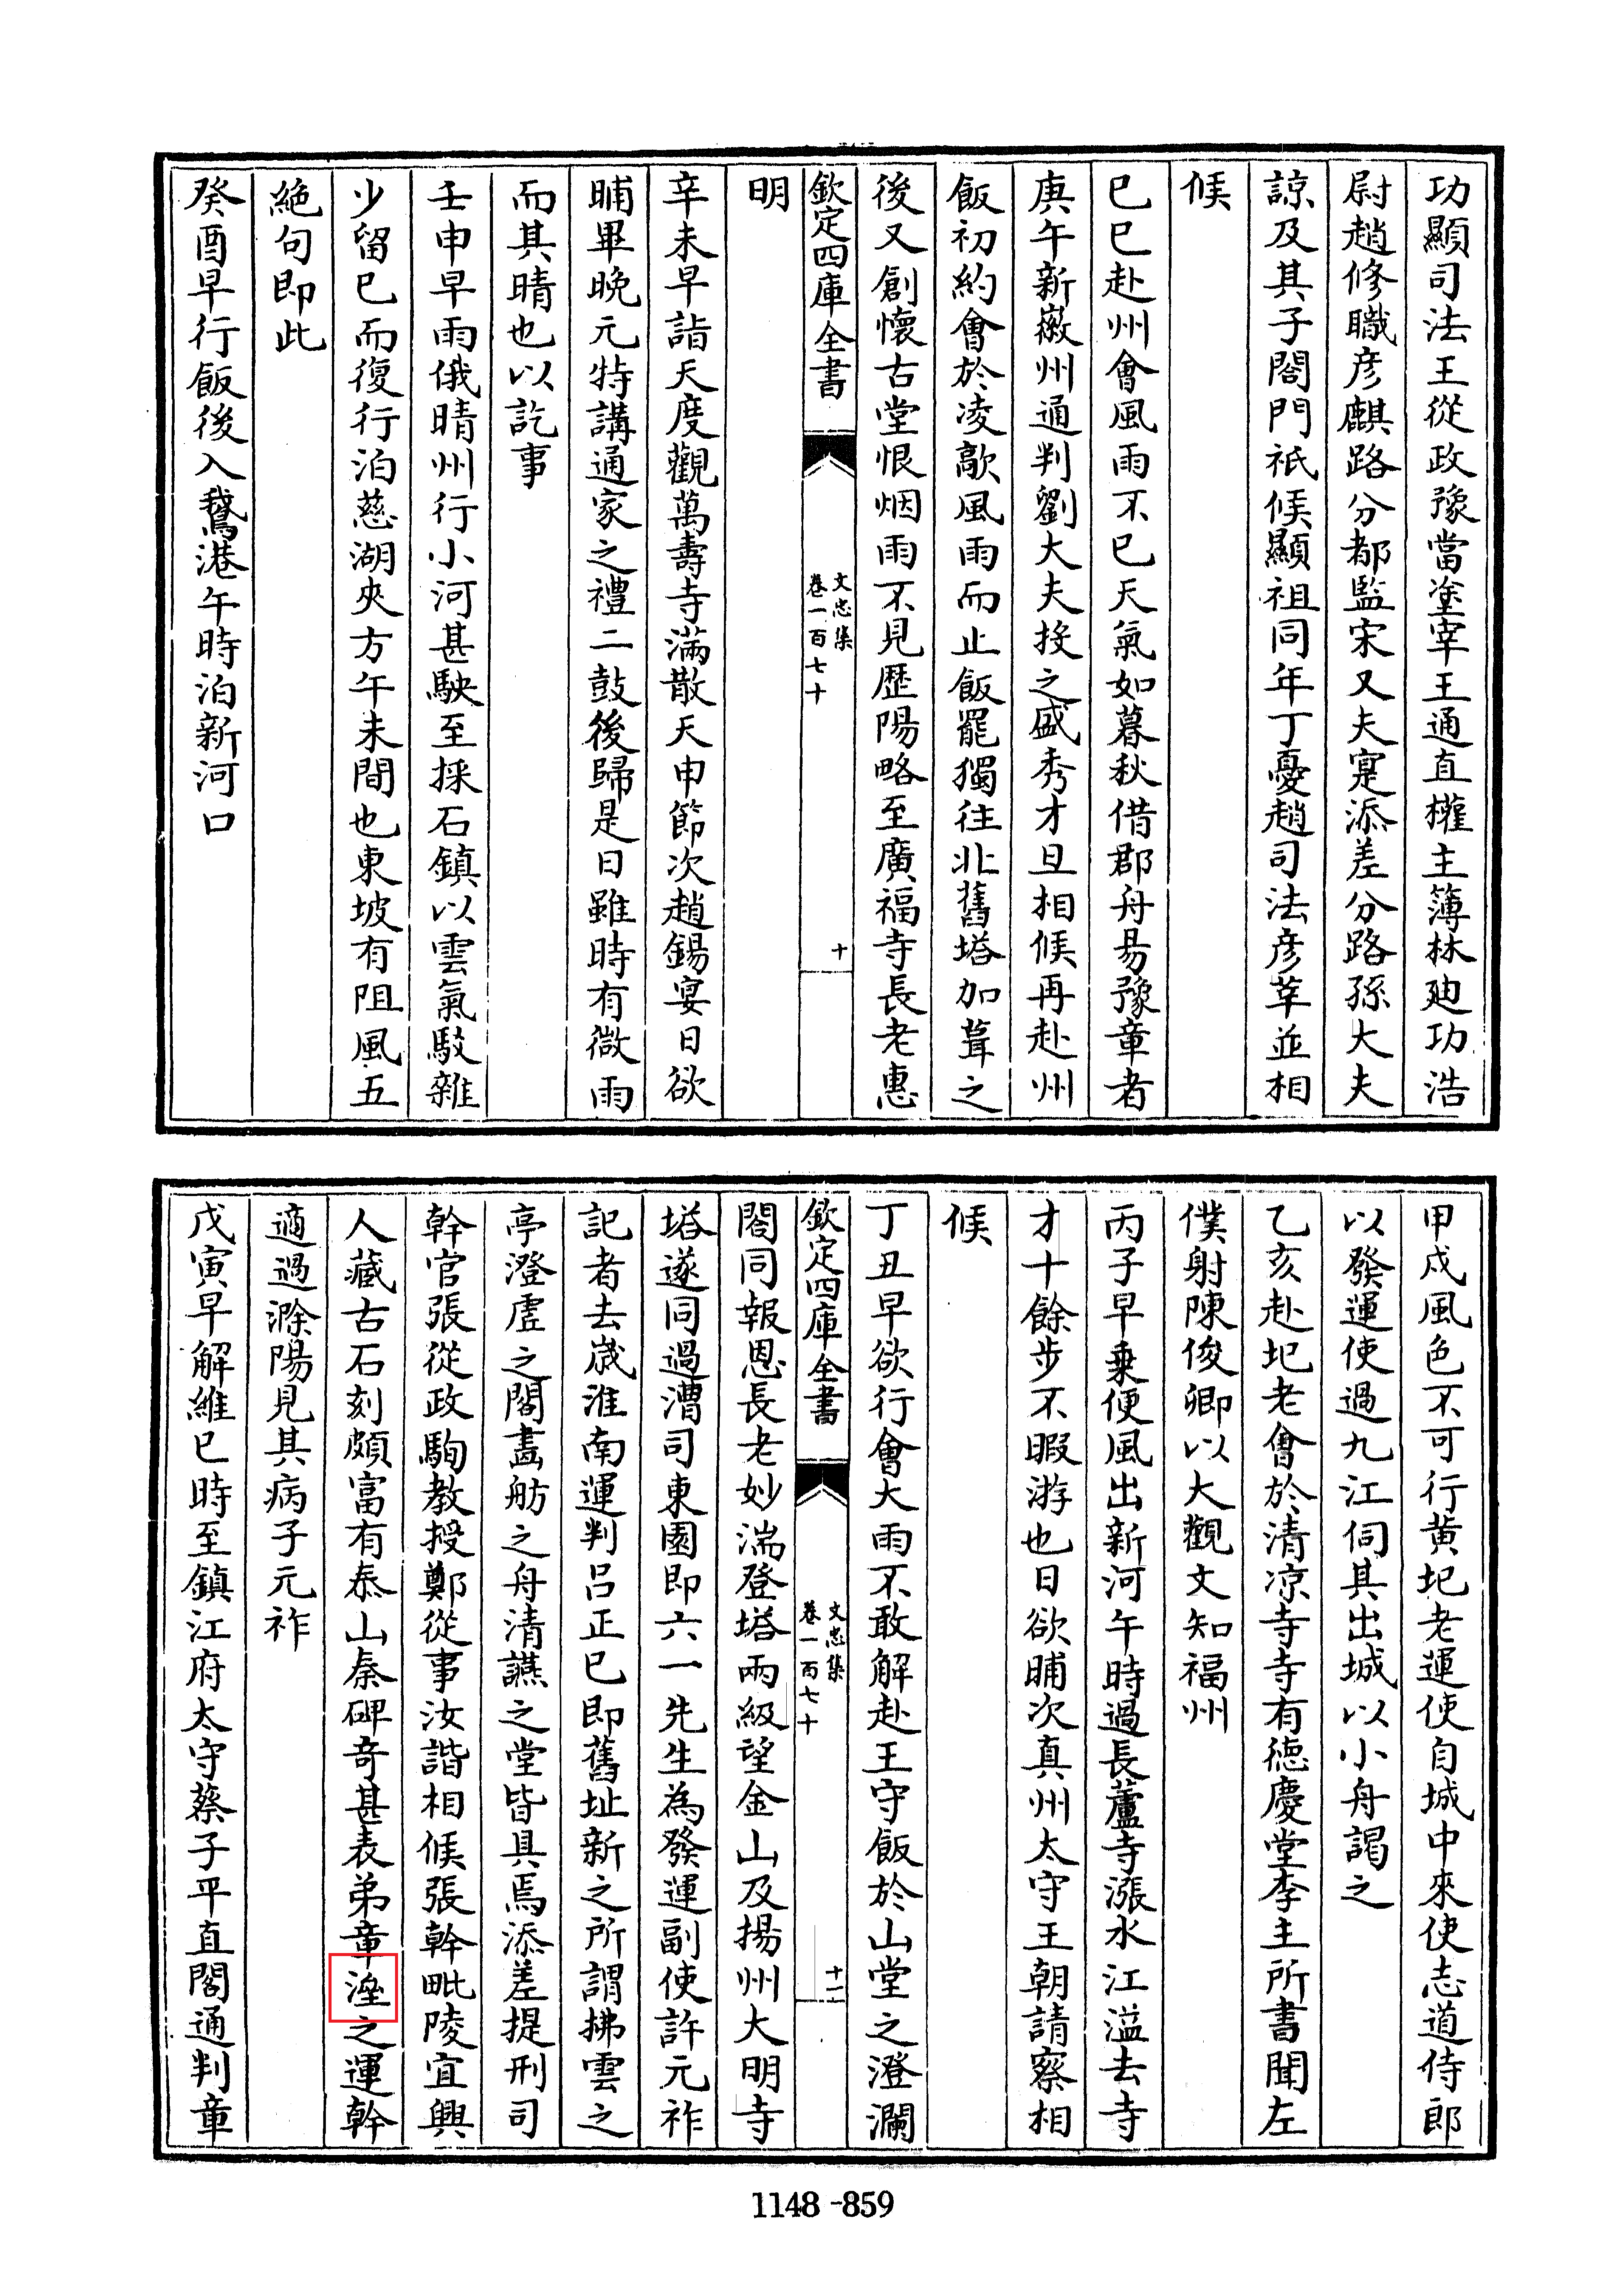 功顯司法王從政豫當塗宰王通直權主簿林廸功浩
尉趙修職彦麒路分都監宋又夫寔添差分路孫大夫
諒及其子閤門祇候顯祖同年丁憂趙司法彦萃並相
候
己巳赴州會風雨不已天氣如暮秋借郡舟易豫章者
庚午新徽州通判劉大夫授之盛秀才旦相候再赴州
飯初約會於凌歊風雨而止飯罷獨往北舊塔加葺之
後又創懷古堂恨烟雨不見歴陽略至廣福寺長老惠
欽定四庫全書
文忠集
卷一百七十
十
明
辛未早詣天度觀萬壽寺滿散天申節次趙錫宴日欲
晡畢晩元特講通家之禮二鼓後歸是日雖時有微雨
而其晴也以訖事
壬申早雨俄晴州行小河甚駛至採石鎮以雲氣駁雜
少留已而復行泊慈湖夾方午未間也東坡有阻風五
絶句即此
癸酉早行飯後入鵞港午時泊新河口
甲戌風色不可行黄圯老運使自城中來使志道侍郎
以發運使過九江伺其出城以小舟謁之
乙亥赴圯老會於清凉寺寺有徳慶堂李主所書聞左
僕射陳俊卿以大觀文知福州
丙子早乗便風出新河午時過長蘆寺漲水江溢去寺
才十餘步不暇游也日欲晡次真州太守王朝請察相
候
丁丑早欲行會大雨不敢解赴王守飯於山堂之澄瀾
欽定四庫全書
文忠集
卷一百七十
十一
閣同報恩長老妙湍登塔兩級望金山及揚州大明寺
塔遂同過漕司東園即六一先生為發運副使許元祚
記者去歳淮南運判吕正已即舊址新之所謂拂雲之
亭澄虚之閣畵舫之舟清讌之堂皆具焉添差提刑司
幹官張從政駒教授鄭從事汝諧相候張幹毗陵宜興
人藏古石刻頗富有泰山秦碑奇甚表弟章溼之運幹
適過滁陽見其病子元祚
戊寅早解維巳時至鎮江府太守蔡子平直閣通判章
1148-859